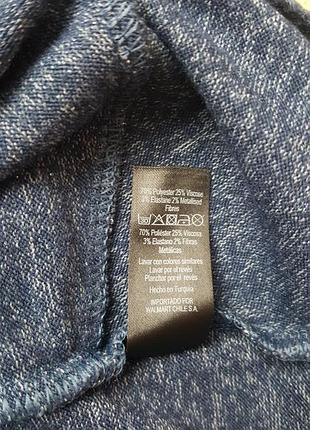 70% Polyester 25% Viscose
3% Elastano 2% Metallised
Fibres
70% Poliéster 25% Viscosa
3% Elastano 2% Fibras
Metálicas
Lavar con colores similares
Lavar por el revés
Planchar por el revés
Hecho en Turquía
IMPORTADO POR
WALMART CHILE S.A.